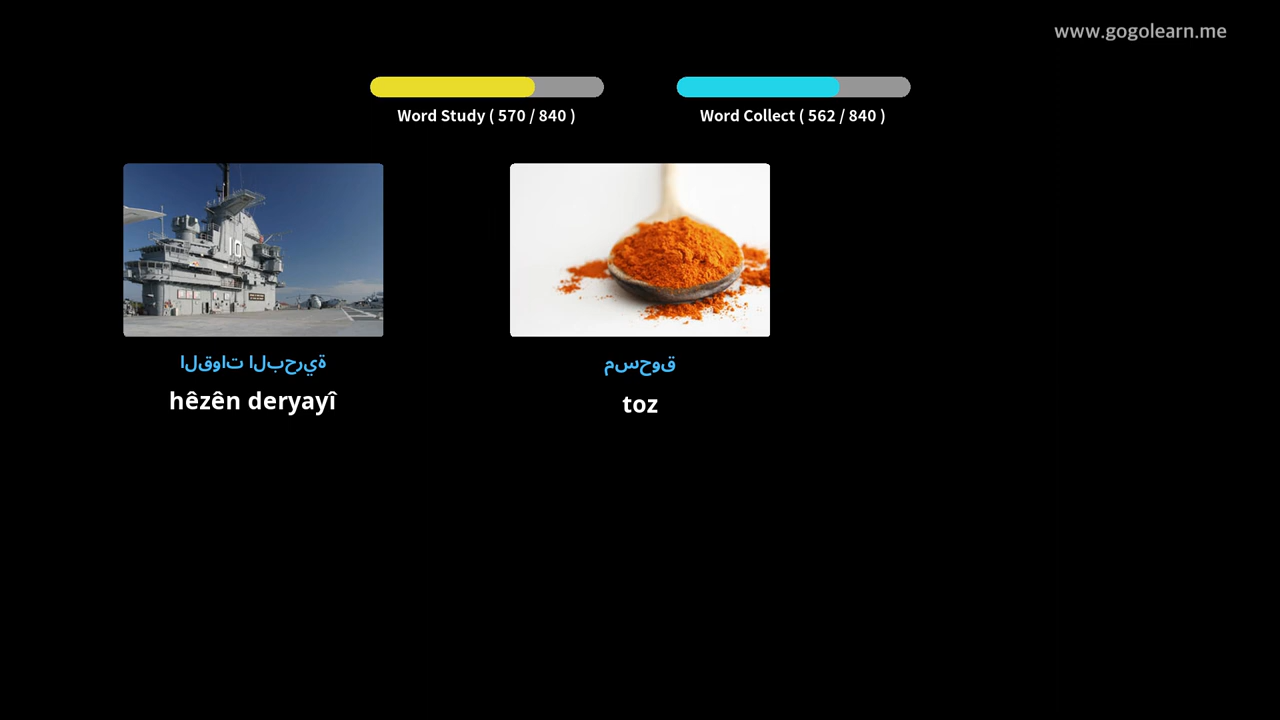 www.gogolearn.me
Word Study ( 570 / 840 )
Word Collect ( 562 / 840 )
القوات البحرية
hêzên deryayî
مسحوق
toz